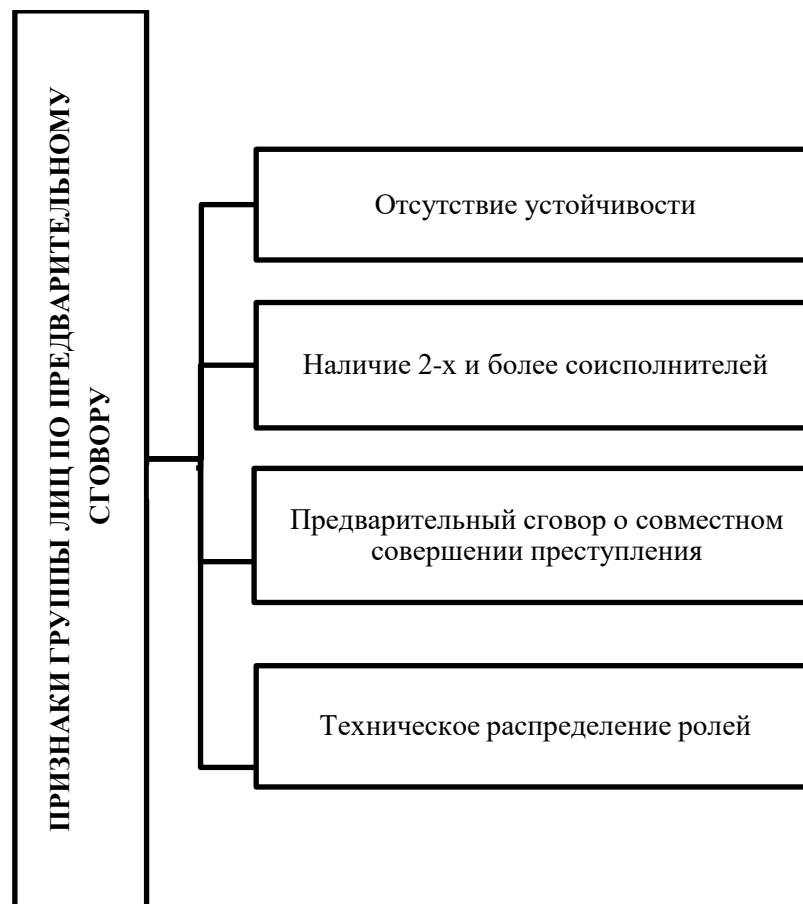 ПРИЗНАКИ ГРУППЫ ЛИЦ ПО ПРЕДВАРИТЕЛЬНОМУ
СГОВОРУ
Отсутствие устойчивости
Наличие 2-х и более соисполнителей
Предварительный сговор о совместном
совершении преступления
Техническое распределение ролей